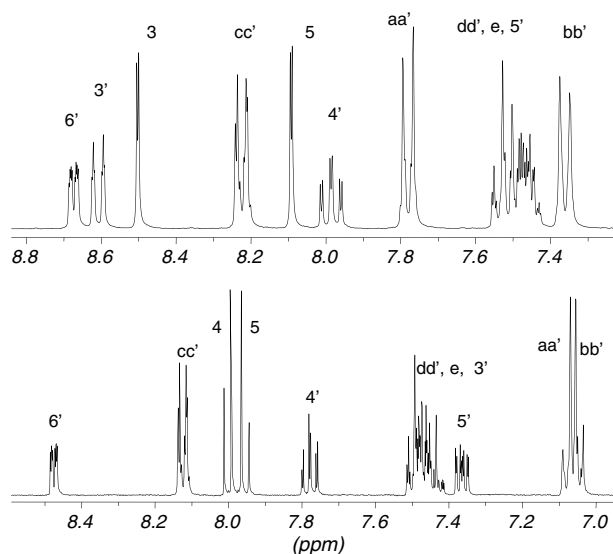 6' 3' 3 cc' 5 4' aa' dd', e, 5' bb'
8.8 8.6 8.4 8.2 8.0 7.8 7.6 7.4
6' cc' 4 5 4' dd', e, 3' 5' aa' bb'
8.4 8.2 8.0 7.8 7.6 7.4 7.2 7.0
(ppm)